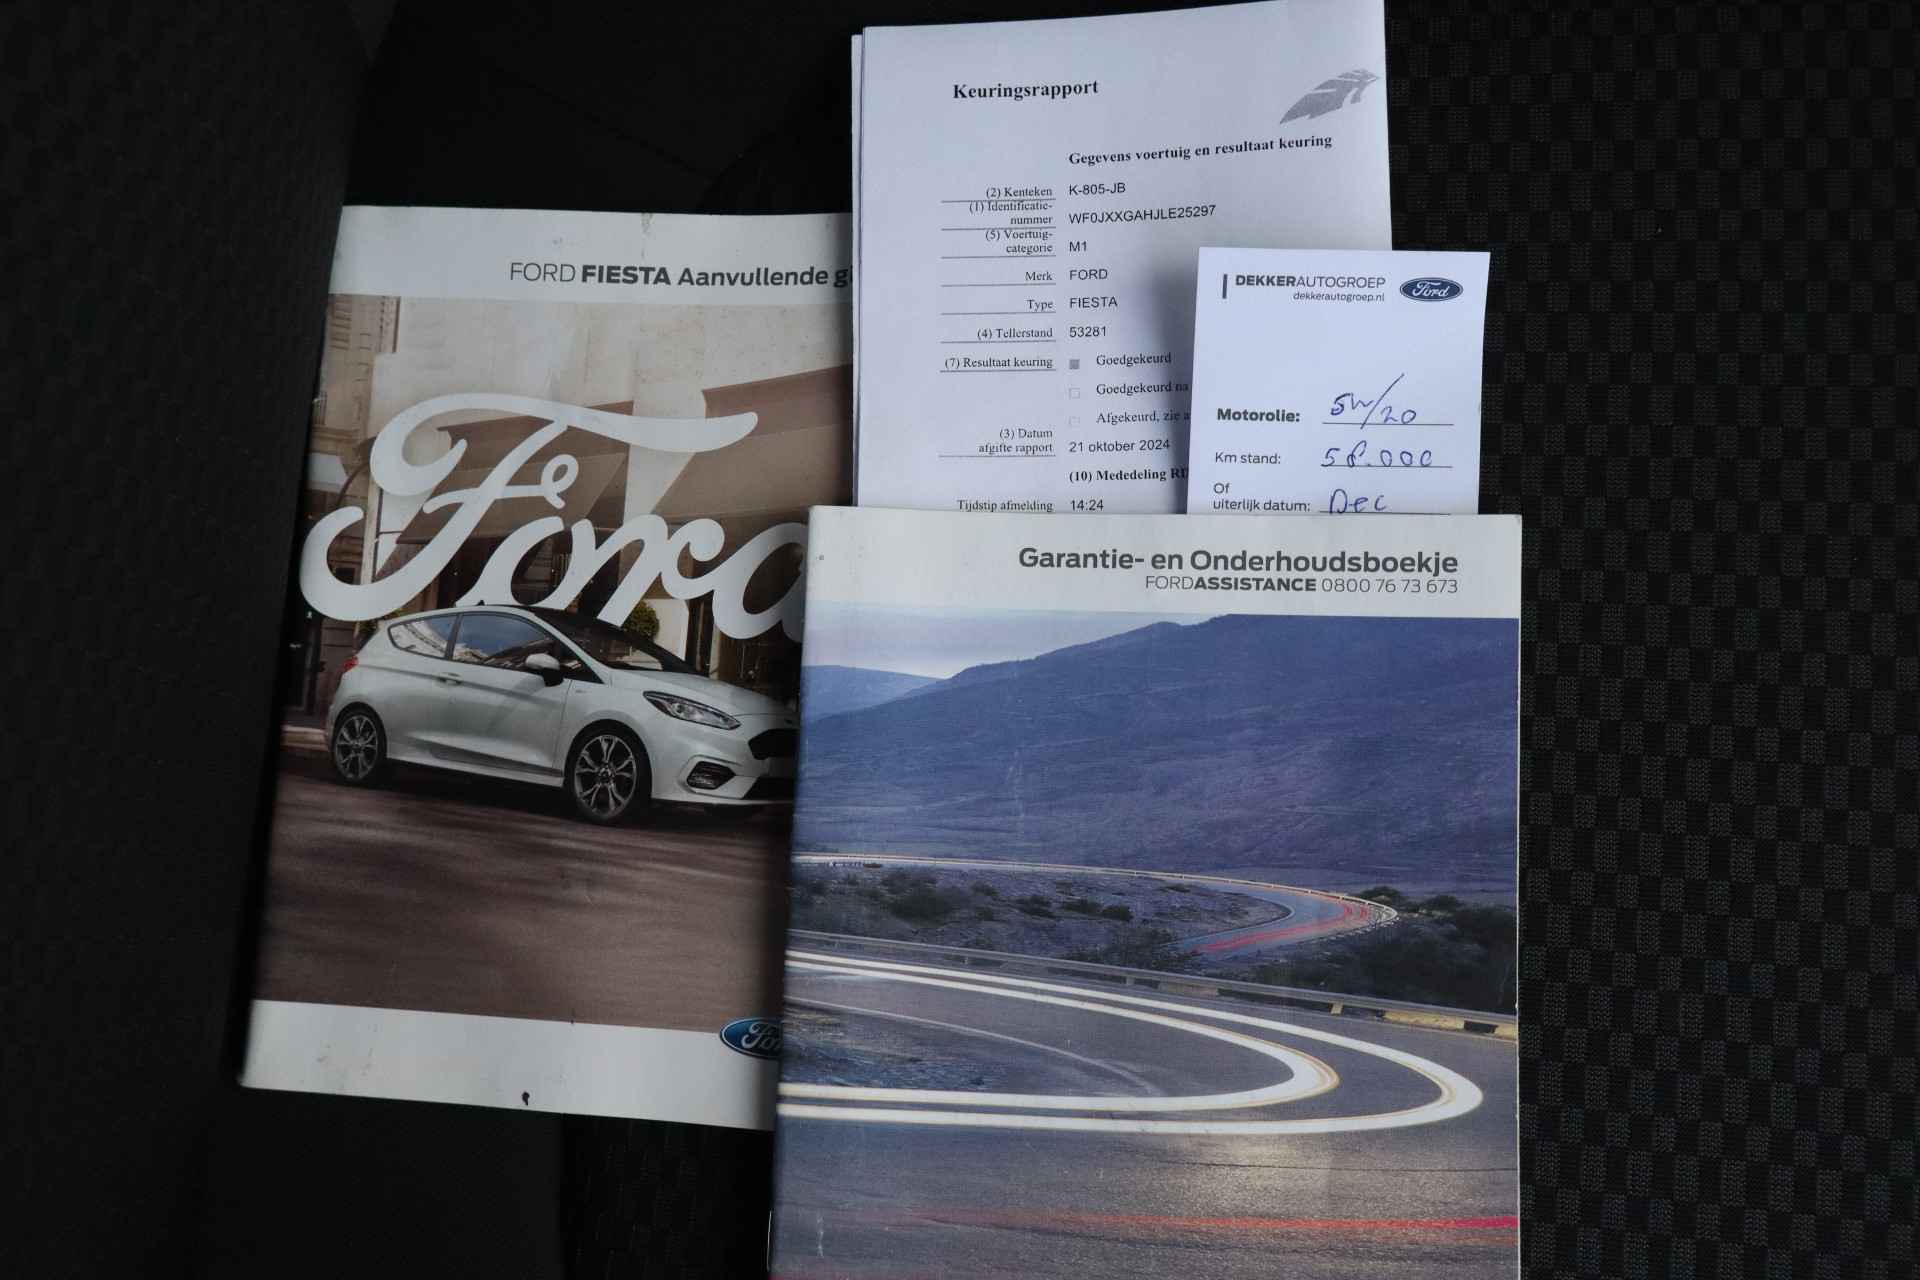 Keuringsrapport
Gegevens voertuig en resultaat keuring
(2) Kenteken K-805-JB
(1) Identificatie-
nummer WF0JXXGAHJLE25297
(5) Voertuig-
categorie M1
Merk FORD
Type FIESTA
(4) Tellerstand 53281
(7) Resultaat keuring Goedgekeurd
Goedgekeurd na
Afgekeurd, zie
(3) Datum
afgifte rapport 21 oktober 2024
(10) Mededeling
Tijdstip afmelding 14:24
DEKKERAUTOGROEP
dekkerautogroep.nl
Ford
Motorolie: 5W/20
Km stand: 58.000
Of
uiterlijk datum: Dec
FORD FIESTA Aanvullende
Ford
Garantie- en Onderhoudsboekje
FORDASSISTANCE 0800 76 73 673